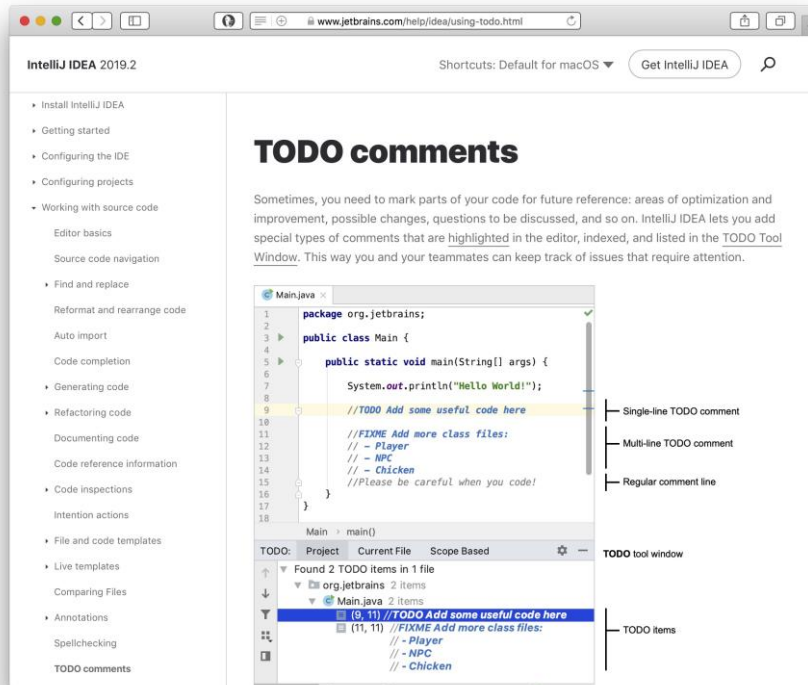 www.jetbrains.com/help/idea/using-todo.html
IntelliJ IDEA 2019.2
Shortcuts: Default for macOS
Get IntelliJ IDEA
Install IntelliJ IDEA
Getting started
Configuring the IDE
Configuring projects
Working with source code
Editor basics
Source code navigation
Find and replace
Reformat and rearrange code
Auto import
Code completion
Generating code
Refactoring code
Documenting code
Code reference information
Code inspections
Intention actions
File and code templates
Live templates
Comparing Files
Annotations
Spellchecking
TODO comments
TODO comments
Sometimes, you need to mark parts of your code for future reference: areas of optimization and
improvement, possible changes, questions to be discussed, and so on. IntelliJ IDEA lets you add
special types of comments that are highlighted in the editor, indexed, and listed in the TODO Tool
Window. This way you and your teammates can keep track of issues that require attention.
Main.java
1 package org.jetbrains;
2
3 public class Main {
4
5 public static void main(String[] args) {
6
7 System.out.println("Hello World!");
8
9 //TODO Add some useful code here
10
11 //FIXME Add more class files:
12 // - Player
13 // - NPC
14 // - Chicken
15 //Please be careful when you code!
16 }
17 }
18
Single-line TODO comment
Multi-line TODO comment
Regular comment line
Main > main()
TODO: Project Current File Scope Based
TODO tool window
Found 2 TODO items in 1 file
org.jetbrains 2 items
Main.java 2 items
(9, 11) //TODO Add some useful code here
(11, 11) //FIXME Add more class files:
// - Player
// - NPC
// - Chicken
TODO items